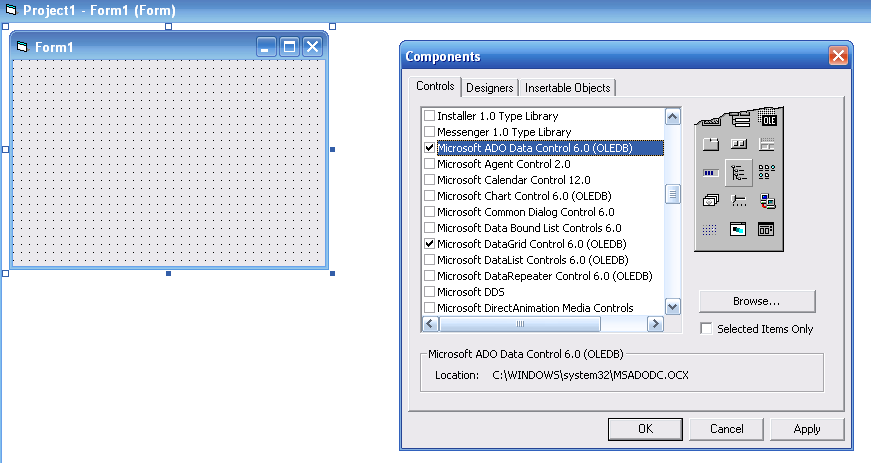 Project1 - Form1 (Form)
Form1
Components
Controls
Designers
Insertable Objects
Installer 1.0 Type Library
Messenger 1.0 Type Library
Microsoft ADO Data Control 6.0 (OLEDB)
Microsoft Agent Control 2.0
Microsoft Calendar Control 12.0
Microsoft Chart Control 6.0 (OLEDB)
Microsoft Common Dialog Control 6.0
Microsoft Data Bound List Controls 6.0
Microsoft DataGrid Control 6.0 (OLEDB)
Microsoft DataList Controls 6.0 (OLEDB)
Microsoft DataRepeater Control 6.0 (OLEDB)
Microsoft DDS
Microsoft DirectAnimation Media Controls
OLE
Browse...
Selected Items Only
Microsoft ADO Data Control 6.0 (OLEDB)
Location: C:\WINDOWS\system32\MSADODC.OCX
OK
Cancel
Apply